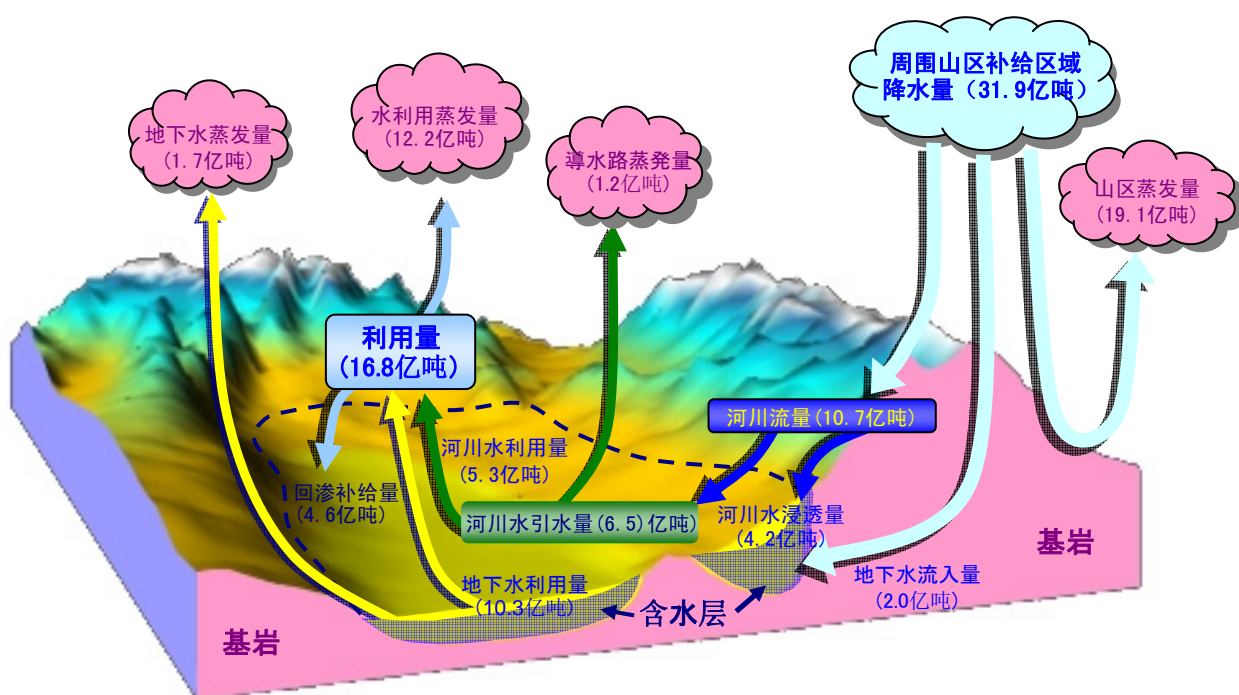 周围山区补给区域
降水量（31.9亿吨）
水利用蒸发量
(12.2亿吨)
地下水蒸发量
(1.7亿吨)
導水路蒸発量
(1.2亿吨)
山区蒸发量
(19.1亿吨)
利用量
(16.8亿吨)
河川流量(10.7亿吨)
河川水利用量
(5.3亿吨)
回渗补给量
(4.6亿吨)
河川水引水量(6.5)亿吨)
河川水浸透量
(4.2亿吨)
基岩
地下水流入量
(2.0亿吨)
地下水利用量
(10.3亿吨)
含水层
基岩